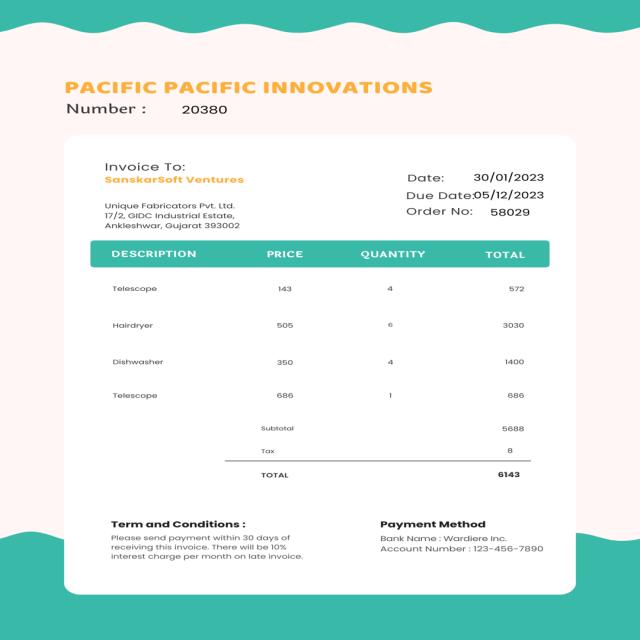 PACIFIC PACIFIC INNOVATIONS
Number : 20380
Invoice To:
SanskarSoft Ventures
Unique Fabricators Pvt. Ltd.
17/2, GIDC Industrial Estate,
Ankleshwar, Gujarat 393002
Date: 30/01/2023
Due Date:05/12/2023
Order No: 58029
DESCRIPTION PRICE QUANTITY TOTAL
Telescope 143 4 572
Hairdryer 505 6 3030
Dishwasher 350 4 1400
Telescope 686 1 686
Subtotal 5688
Tax 8
TOTAL 6143
Term and Conditions :
Please send payment within 30 days of
receiving this invoice. There will be 10%
interest charge per month on late invoice.
Payment Method
Bank Name : Wardiere Inc.
Account Number : 123-456-7890